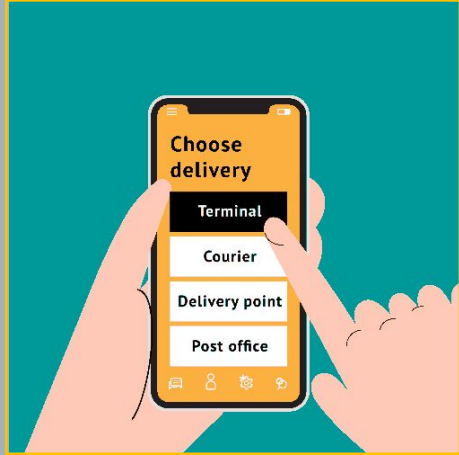 Choose
delivery
Terminal
Courier
Delivery point
Post office